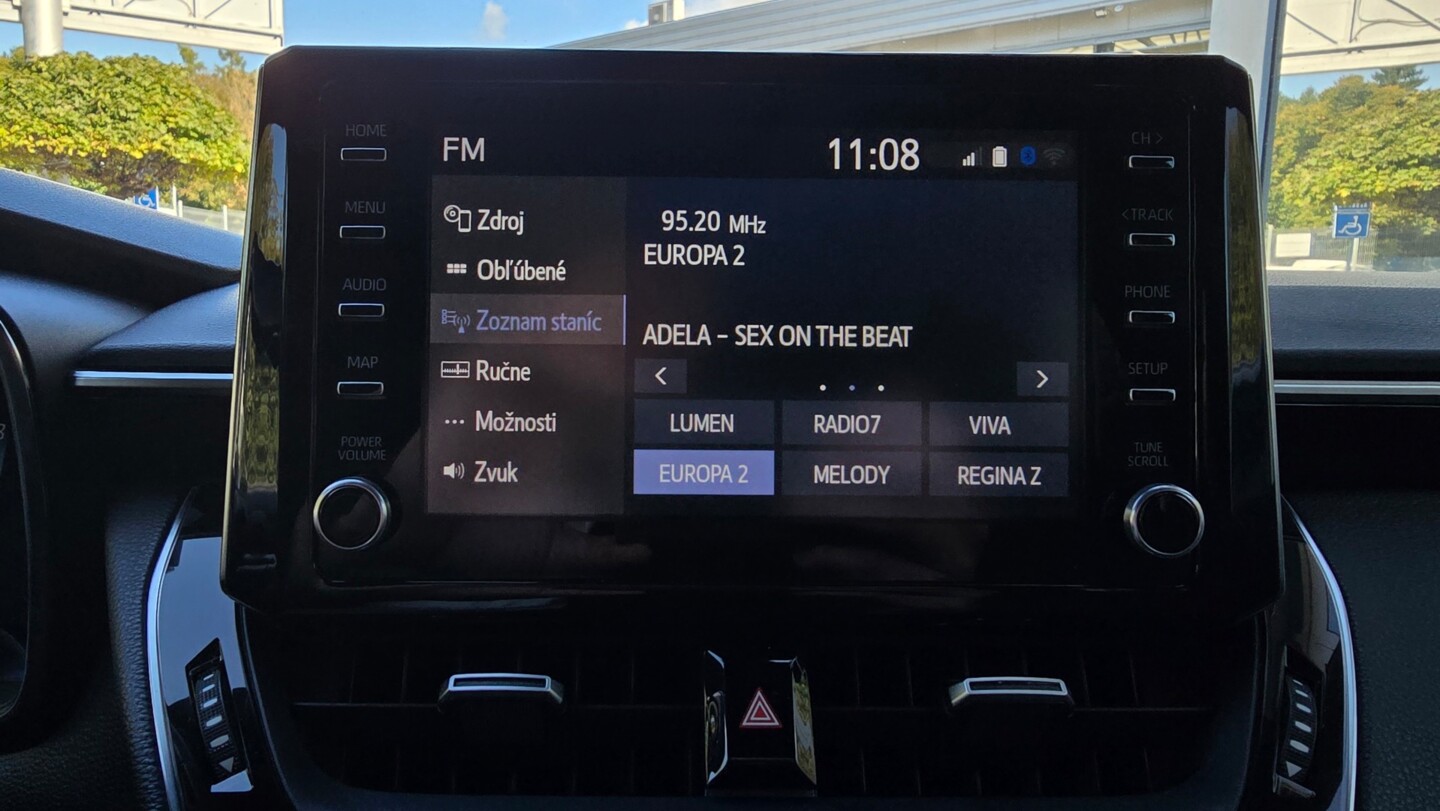 HOME
MENU
AUDIO
MAP
POWER
VOLUME
FM
11:08
Zdroj
Obľúbené
Zoznam staníc
Ručne
Možnosti
Zvuk
95.20 MHz
EUROPA 2
ADELA - SEX ON THE BEAT
LUMEN
RADIO7
VIVA
EUROPA 2
MELODY
REGINA Z
CH >
< TRACK
PHONE
SETUP
TUNE
SCROLL